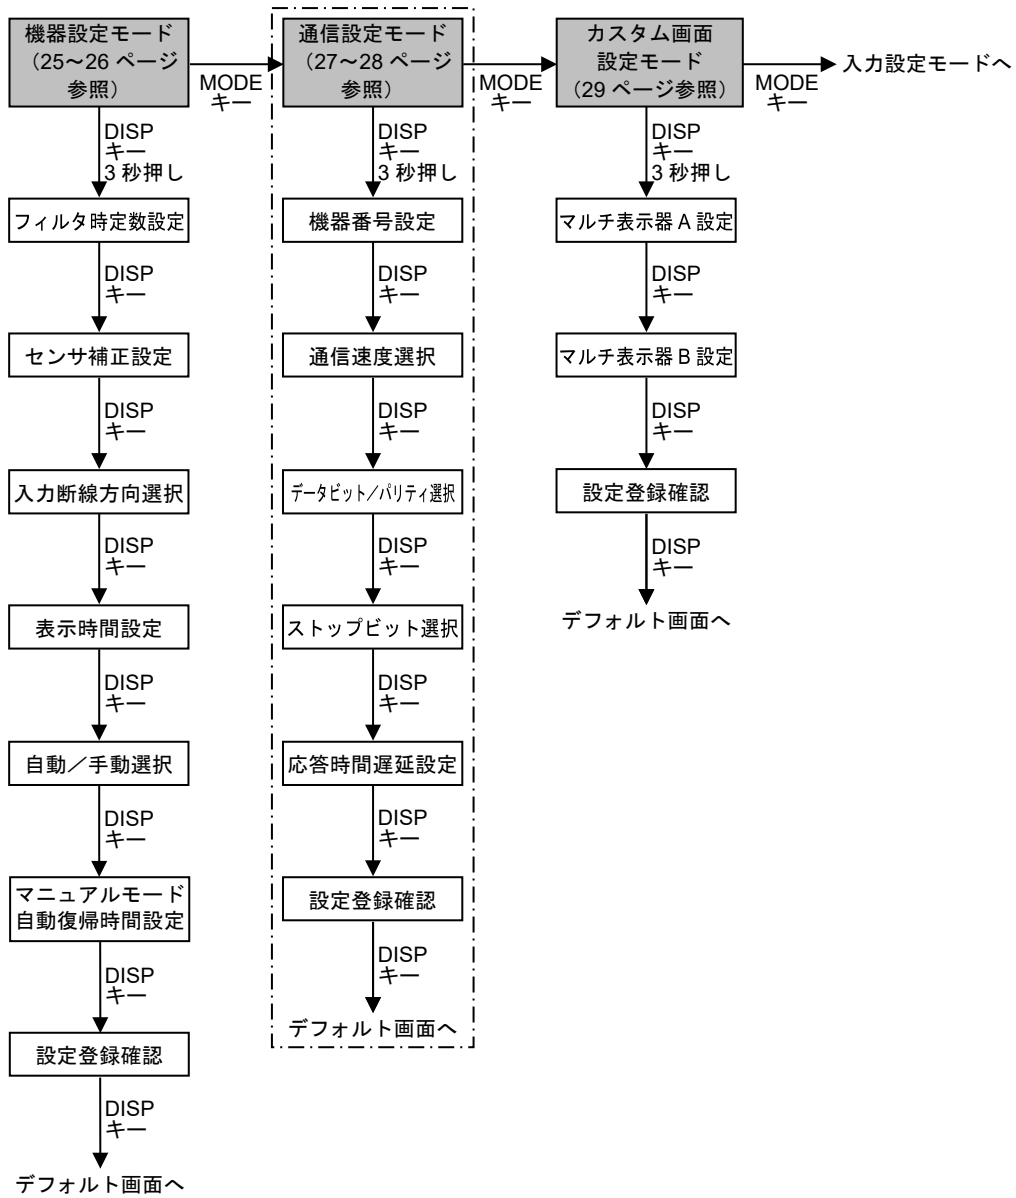 機器設定モード
（25～26 ページ
参照）
MODE
キー
通信設定モード
（27～28 ページ
参照）
MODE
キー
カスタム画面
設定モード
（29 ページ参照）
MODE
キー
入力設定モードへ
DISP
キー
3 秒押し
フィルタ時定数設定
DISP
キー
センサ補正設定
DISP
キー
入力断線方向選択
DISP
キー
表示時間設定
DISP
キー
自動／手動選択
DISP
キー
マニュアルモード
自動復帰時間設定
DISP
キー
設定登録確認
DISP
キー
デフォルト画面へ
DISP
キー
3 秒押し
機器番号設定
DISP
キー
通信速度選択
DISP
キー
データビット／パリティ選択
DISP
キー
ストップビット選択
DISP
キー
応答時間遅延設定
DISP
キー
設定登録確認
DISP
キー
デフォルト画面へ
DISP
キー
3 秒押し
マルチ表示器 A 設定
DISP
キー
マルチ表示器 B 設定
DISP
キー
設定登録確認
DISP
キー
デフォルト画面へ